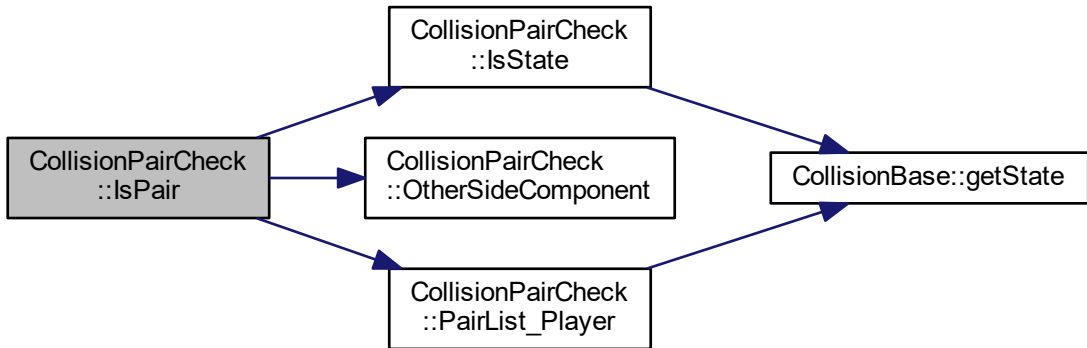 CollisionPairCheck
::IsPair
CollisionPairCheck
::IsState
CollisionPairCheck
::OtherSideComponent
CollisionPairCheck
::PairList_Player
CollisionBase::getState